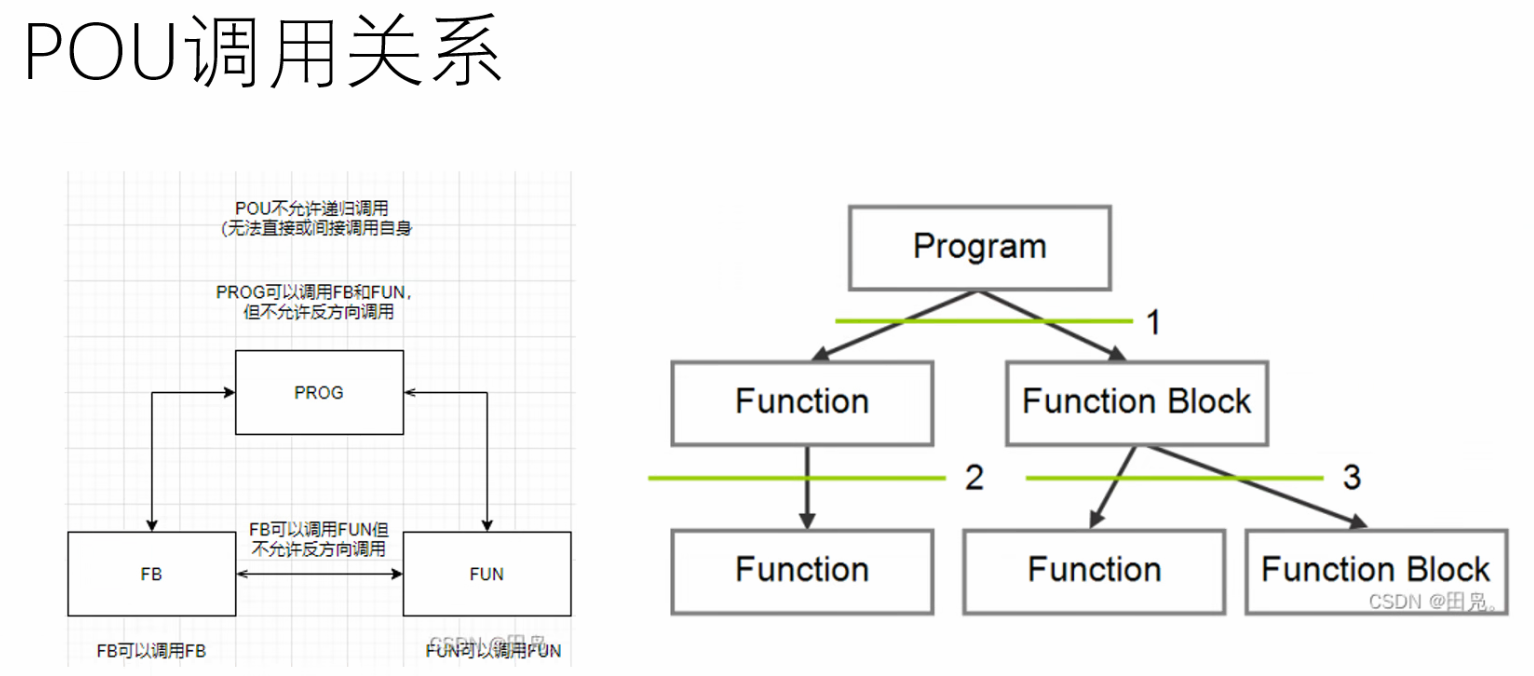 POU调用关系
POU不允许递归调用
(无法直接或间接调用自身
PROG可以调用FB和FUN,
但不允许反方向调用
PROG
FB可以调用FUN但
不允许反方向调用
FB
FUN
FB可以调用FB
FUN可以调用FUN
CSDN @田凫
Program
1
Function
Function Block
2
3
Function
Function
Function Block
CSDN @田凫。